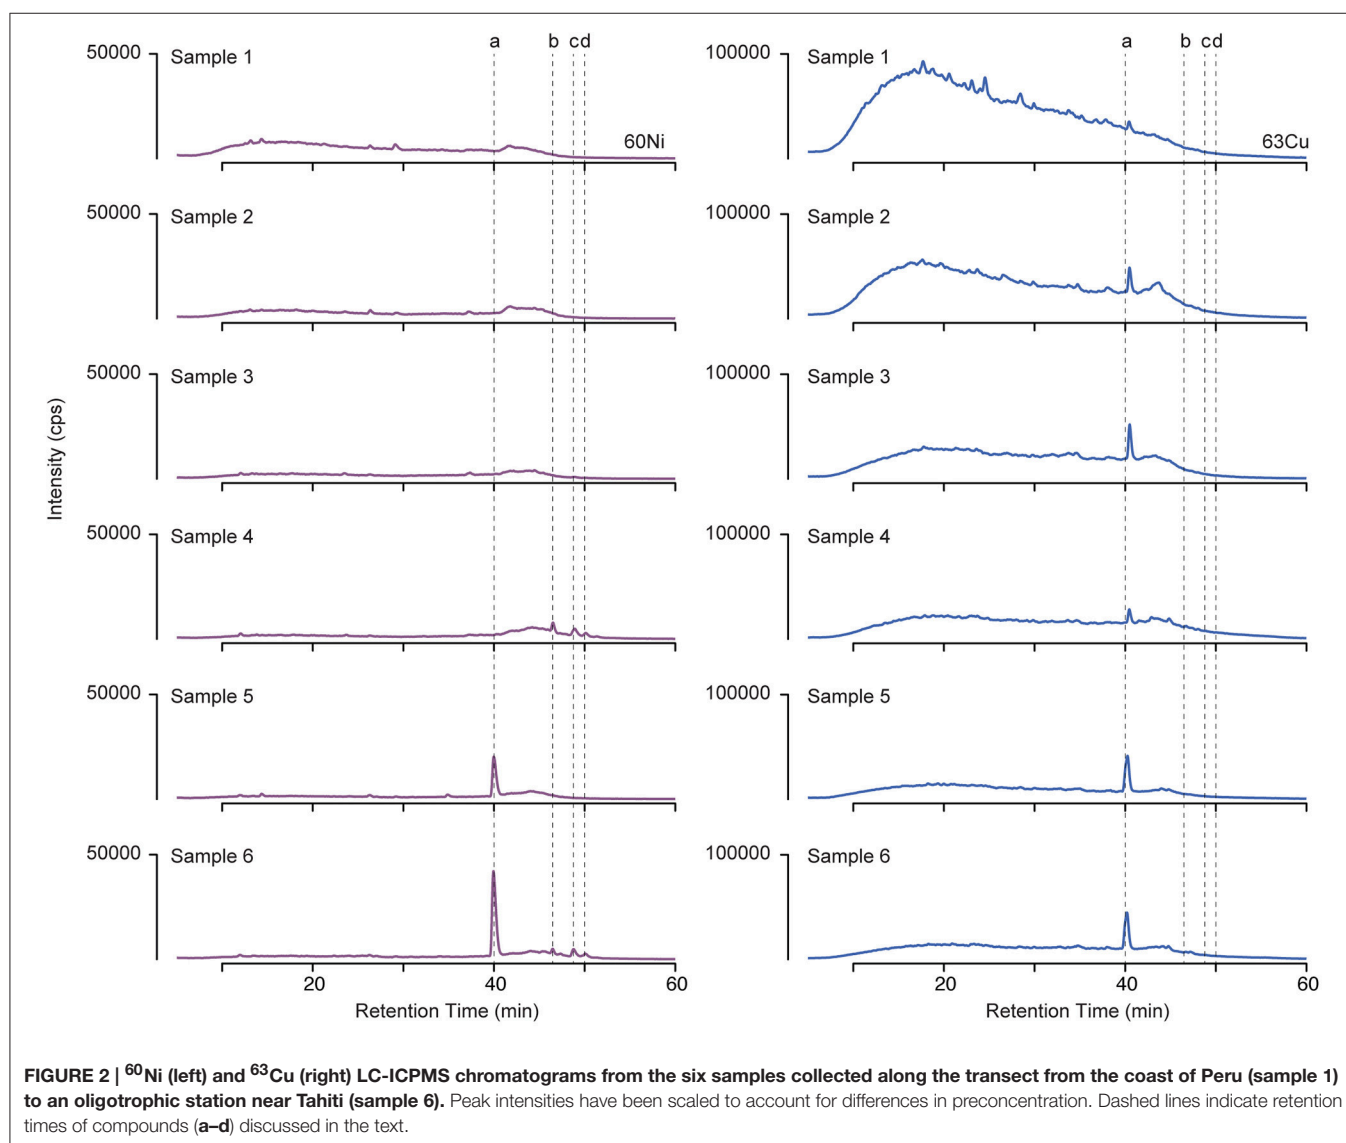 a b c d
a b c d
50000 Sample 1 60Ni
100000 Sample 1 63Cu
50000 Sample 2
100000 Sample 2
50000 Sample 3
100000 Sample 3
50000 Sample 4
100000 Sample 4
50000 Sample 5
100000 Sample 5
50000 Sample 6
100000 Sample 6
Intensity (cps)
20 40 60
20 40 60
Retention Time (min)
Retention Time (min)
FIGURE 2 | ⁶⁰Ni (left) and ⁶³Cu (right) LC-ICPMS chromatograms from the six samples collected along the transect from the coast of Peru (sample 1)
to an oligotrophic station near Tahiti (sample 6). Peak intensities have been scaled to account for differences in preconcentration. Dashed lines indicate retention
times of compounds (a–d) discussed in the text.